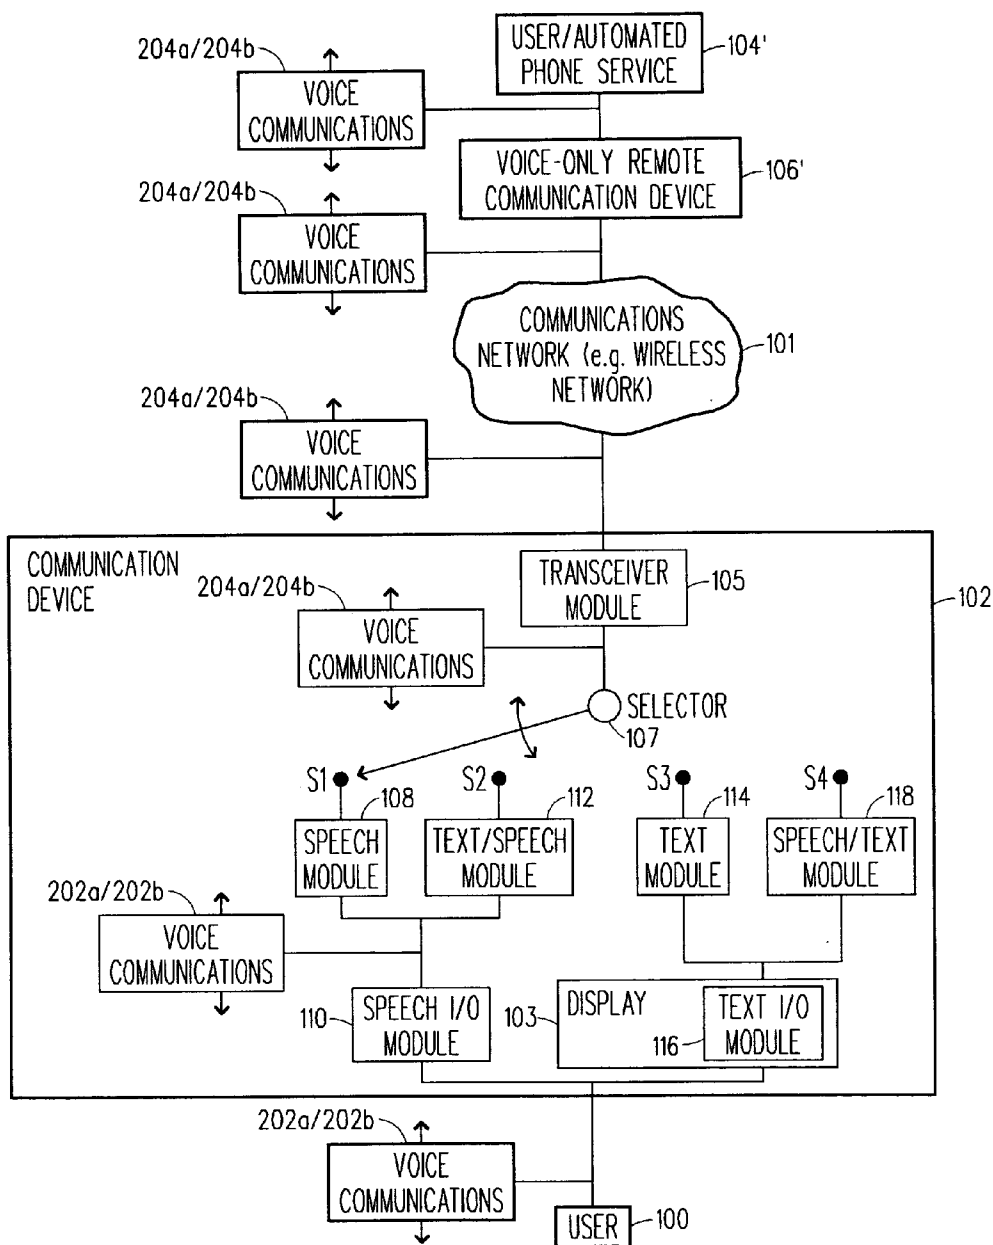 USER/AUTOMATED
PHONE SERVICE
104'
204a/204b
VOICE
COMMUNICATIONS
VOICE-ONLY REMOTE
COMMUNICATION DEVICE
106'
204a/204b
VOICE
COMMUNICATIONS
COMMUNICATIONS
NETWORK (e.g. WIRELESS
NETWORK)
101
204a/204b
VOICE
COMMUNICATIONS
COMMUNICATION
DEVICE
102
TRANSCEIVER
MODULE
105
204a/204b
VOICE
COMMUNICATIONS
SELECTOR
107
S1
S2
S3
S4
108
112
114
118
SPEECH
MODULE
TEXT/SPEECH
MODULE
TEXT
MODULE
SPEECH/TEXT
MODULE
202a/202b
VOICE
COMMUNICATIONS
110
SPEECH I/O
MODULE
103
DISPLAY
116
TEXT I/O
MODULE
202a/202b
VOICE
COMMUNICATIONS
USER
100